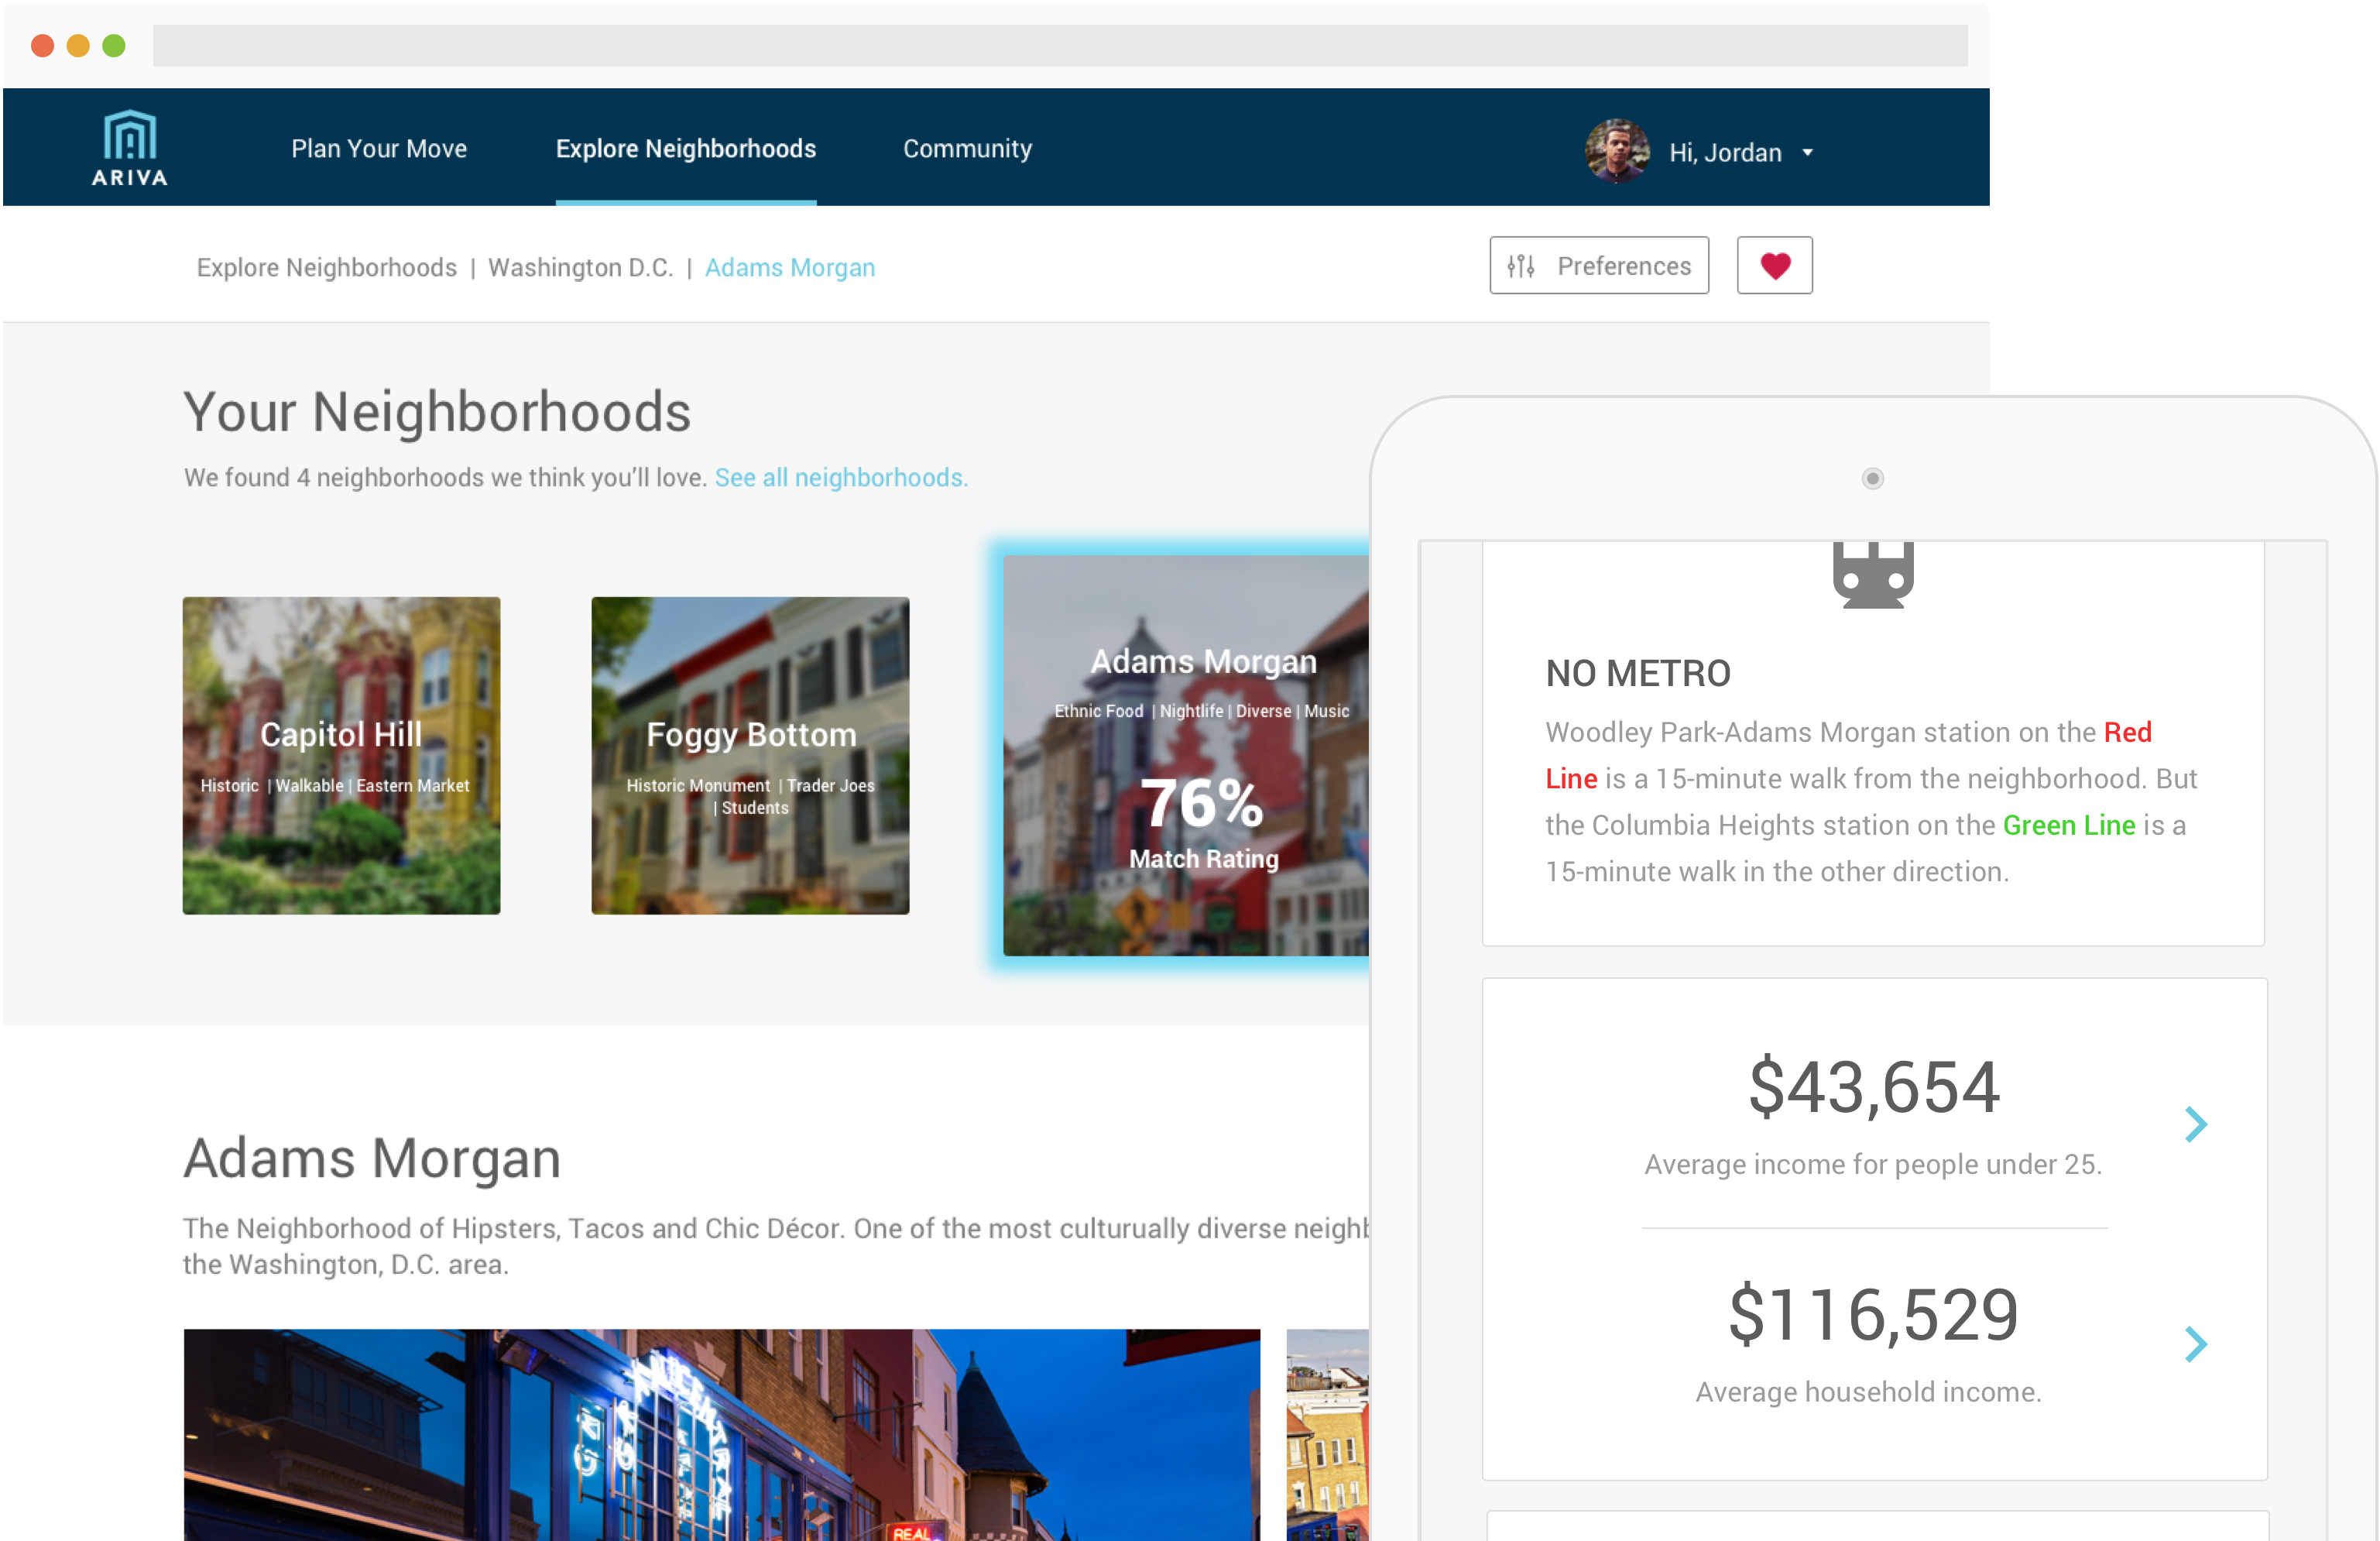 ARIVA
Plan Your Move
Explore Neighborhoods
Community
Hi, Jordan
Explore Neighborhoods | Washington D.C. | Adams Morgan
Preferences
Your Neighborhoods
We found 4 neighborhoods we think you'll love. See all neighborhoods.
Capitol Hill
Historic | Walkable | Eastern Market
Foggy Bottom
Historic Monument | Trader Joes
| Students
Adams Morgan
Ethnic Food | Nightlife | Diverse | Music
76%
Match Rating
Adams Morgan
The Neighborhood of Hipsters, Tacos and Chic Décor. One of the most culturually diverse neighb
the Washington, D.C. area.
REAL
NO METRO
Woodley Park-Adams Morgan station on the Red
Line is a 15-minute walk from the neighborhood. But
the Columbia Heights station on the Green Line is a
15-minute walk in the other direction.
$43,654
Average income for people under 25.
$116,529
Average household income.